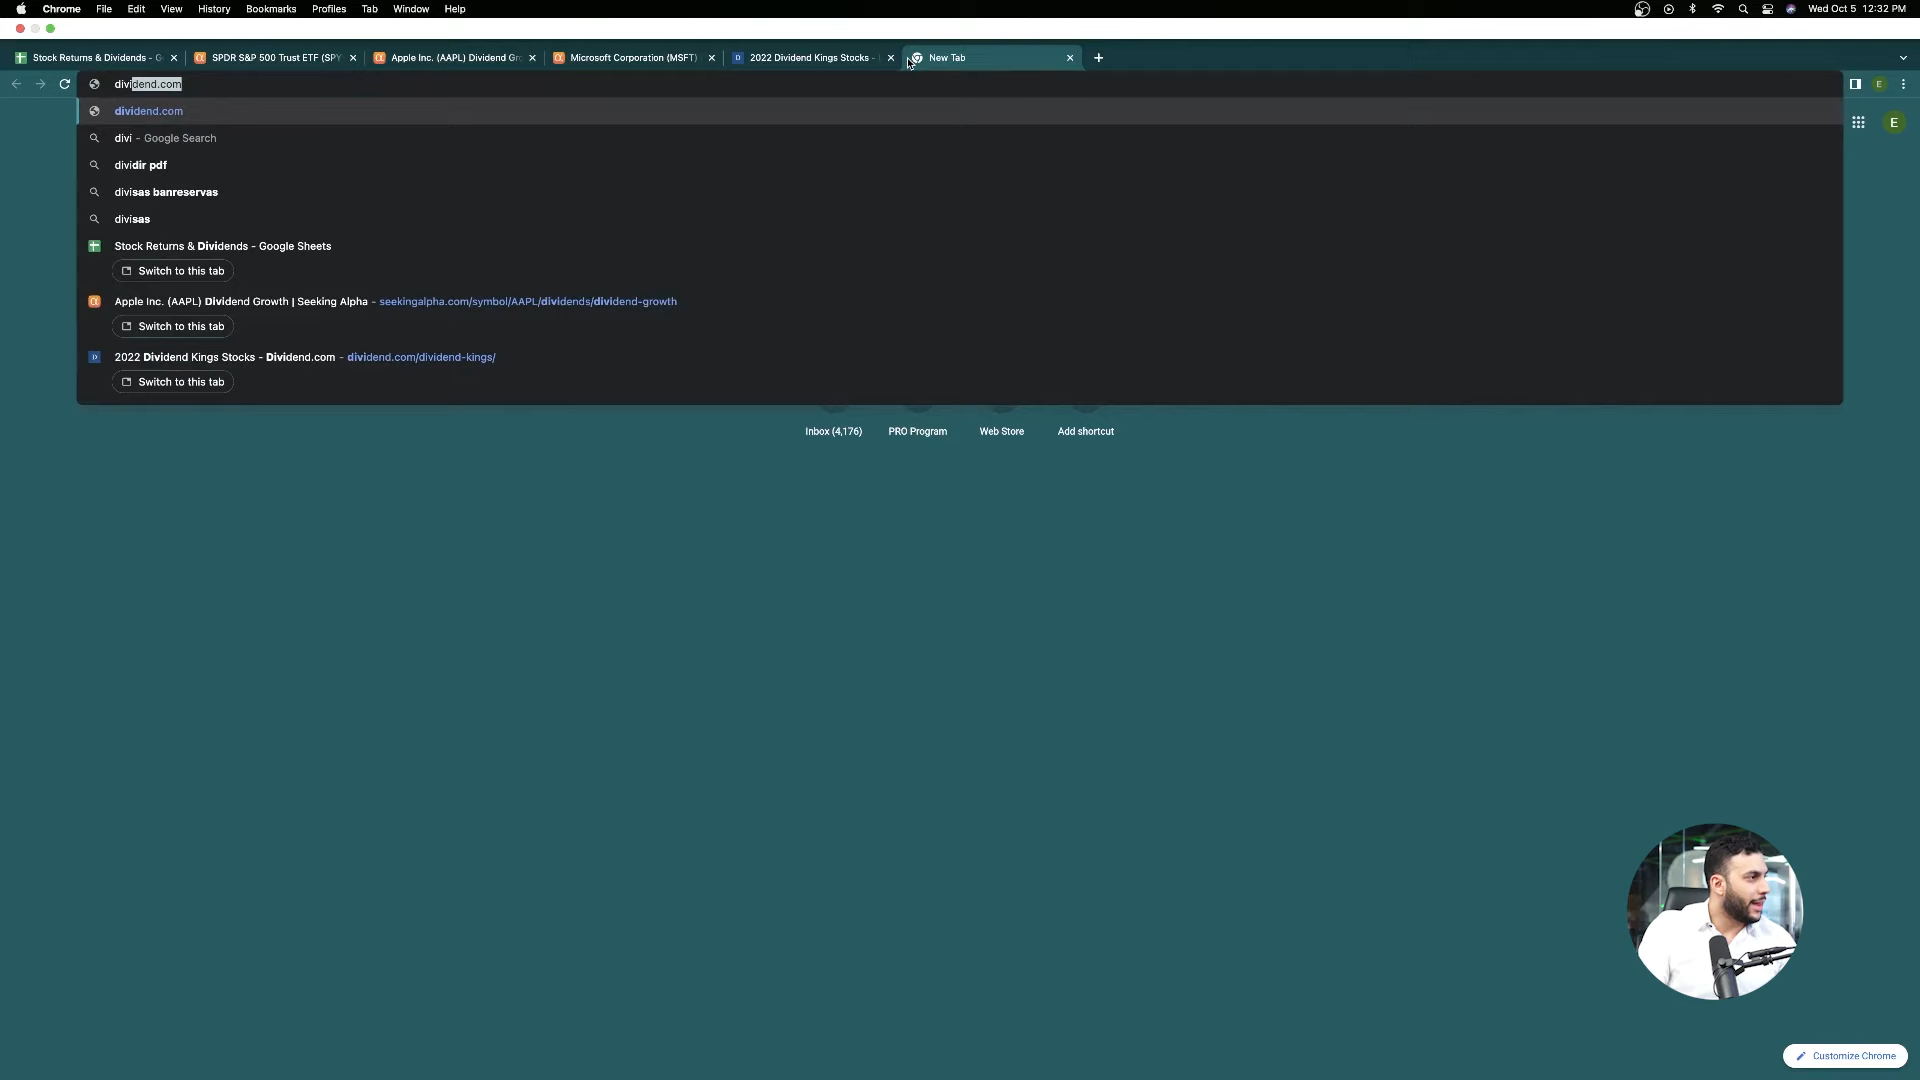 Chrome File Edit View History Bookmarks Profiles Tab Window Help Wed Oct 5 12:32 PM
Stock Returns & Dividends - G SPDR S&P 500 Trust ETF (SPY Apple Inc. (AAPL) Dividend Gr Microsoft Corporation (MSFT) 2022 Dividend Kings Stocks - New Tab
dividend.com E
dividend.com
E
divi - Google Search
dividir pdf
divisas banreservas
divisas
Stock Returns & Dividends - Google Sheets
Switch to this tab
Apple Inc. (AAPL) Dividend Growth | Seeking Alpha - seekingalpha.com/symbol/AAPL/dividends/dividend-growth
Switch to this tab
D 2022 Dividend Kings Stocks - Dividend.com - dividend.com/dividend-kings/
Switch to this tab
Inbox (4,176) PRO Program Web Store Add shortcut
Customize Chrome